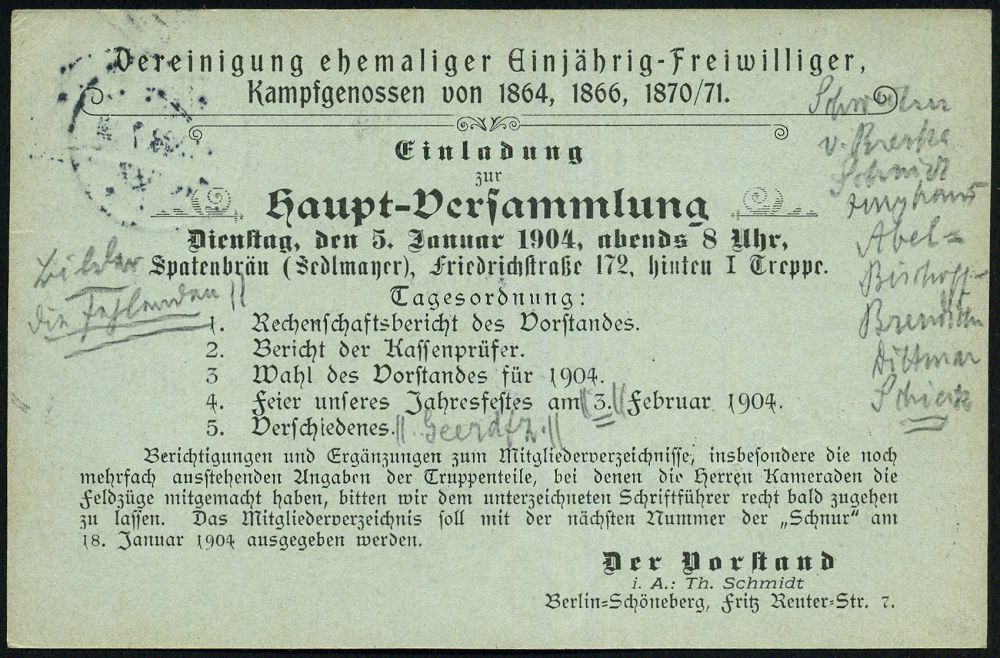 Vereinigung ehemaliger Einjährig-Freiwilliger,
Kampfgenossen von 1864, 1866, 1870/71.
Einladung
zur
Haupt-Versammlung
Dienstag, den 5. Januar 1904, abends 8 Uhr,
Spatenbräu (Sedlmayer), Friedrichstraße 172, hinten I Treppe.
Tagesordnung:
1. Rechenschaftsbericht des Vorstandes.
2. Bericht der Kassenprüfer.
3 Wahl des Vorstandes für 1904.
4. Feier unseres Jahresfestes am 3. Februar 1904.
5. Verschiedenes.
Berichtigungen und Ergänzungen zum Mitgliederverzeichnisse, insbesondere die noch
mehrfach ausstehenden Angaben der Truppenteile, bei denen die Herren Kameraden die
Feldzüge mitgemacht haben, bitten wir dem unterzeichneten Schriftführer recht bald zugehen
zu lassen. Das Mitgliederverzeichnis soll mit der nächsten Nummer der „Schnur“ am
18. Januar 1904 ausgegeben werden.
Der Vorstand
i. A.: Th. Schmidt
Berlin-Schöneberg, Fritz Reuter-Str. 7.
Bilder
die Fehlenden
v.
Schmidt
Abel
Bischoff
Dittmar